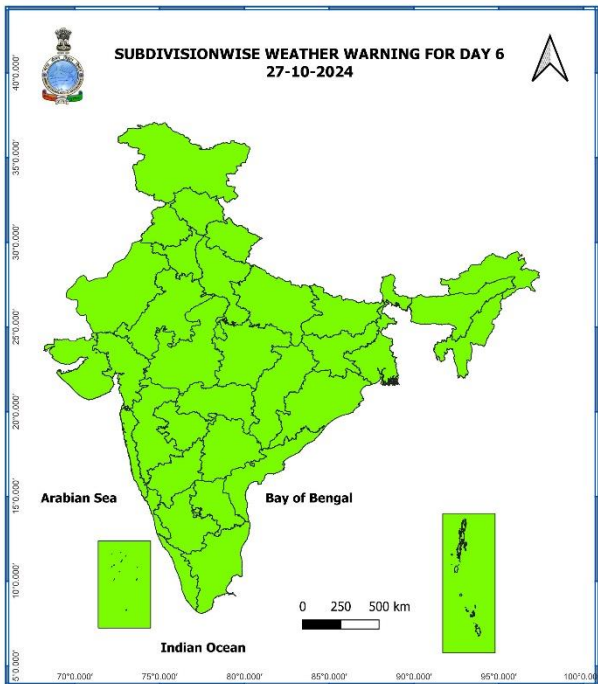 SUBDIVISIONWISE WEATHER WARNING FOR DAY 6
27-10-2024
40°0.000'
35°0.000'
30°0.000'
25°0.000'
20°0.000'
15°0.000'
10°0.000'
5°0.000'
Arabian Sea
Bay of Bengal
0 250 500 km
Indian Ocean
70°0.000' 75°0.000' 80°0.000' 85°0.000' 90°0.000' 95°0.000' 100°0.000'